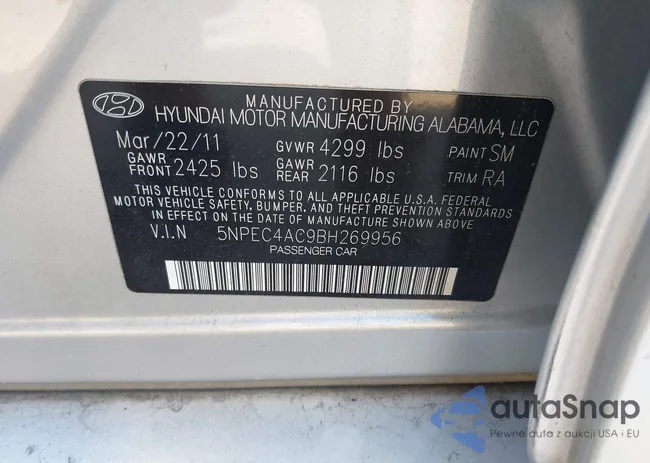 MANUFACTURED BY
HYUNDAI MOTOR MANUFACTURING ALABAMA, LLC
Mar/22/11 GVWR 4299 lbs PAINT SM
GAWR FRONT 2425 lbs GAWR REAR 2116 lbs TRIM RA
THIS VEHICLE CONFORMS TO ALL APPLICABLE U.S.A. FEDERAL
MOTOR VEHICLE SAFETY, BUMPER, AND THEFT PREVENTION STANDARDS
IN EFFECT ON THE DATE OF MANUFACTURE SHOWN ABOVE.
V.I.N 5NPEC4AC9BH269956
PASSENGER CAR
autaSnap
Pewne auta z aukcji USA i EU